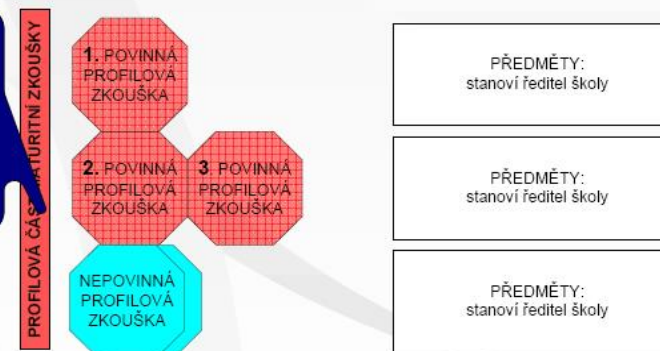 PROFILOVÁ ČÁST MATURITNÍ ZKOUŠKY
1. POVINNÁ
PROFILOVÁ
ZKOUŠKA
PŘEDMĚTY:
stanoví ředitel školy
2. POVINNÁ
PROFILOVÁ
ZKOUŠKA
3. POVINNÁ
PROFILOVÁ
ZKOUŠKA
PŘEDMĚTY:
stanoví ředitel školy
NEPOVINNÁ
PROFILOVÁ
ZKOUŠKA
PŘEDMĚTY:
stanoví ředitel školy